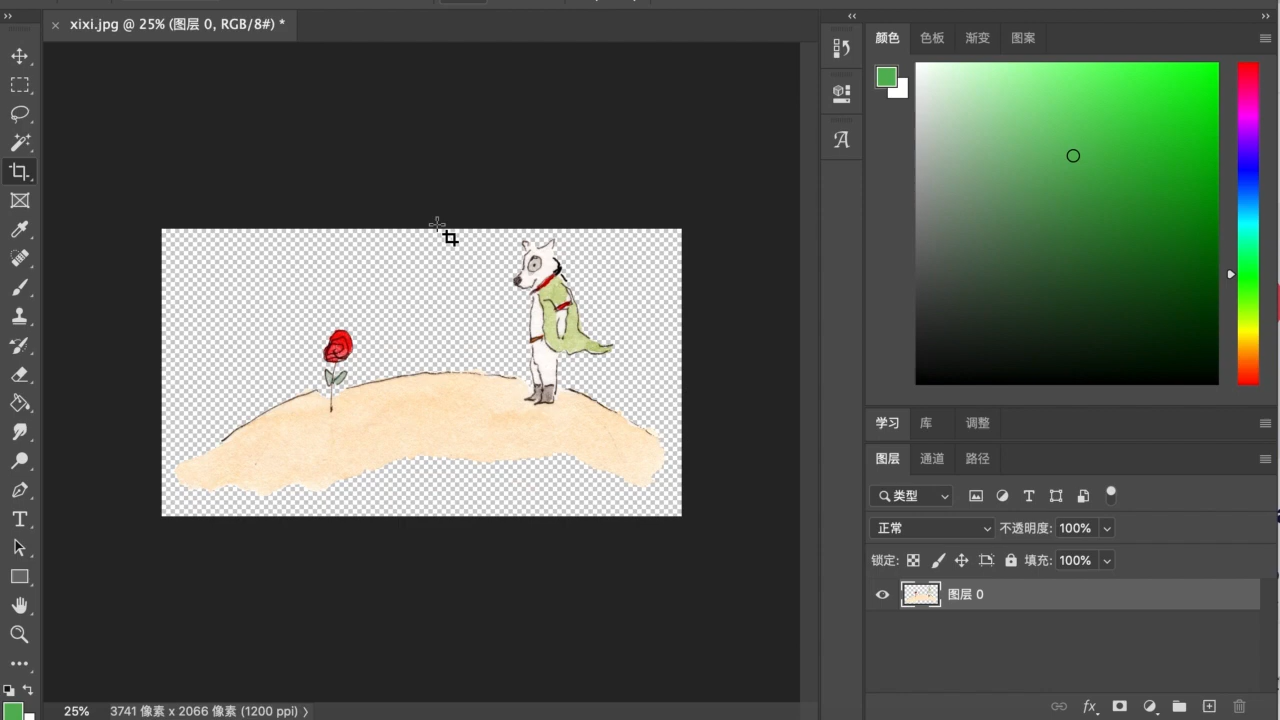 xixi.jpg @ 25% (图层 0, RGB/8#) *
颜色 色板 渐变 图案
学习 库 调整
图层 通道 路径
类型
正常 不透明度: 100%
锁定: 填充: 100%
图层 0
fx
25% 3741 像素 x 2066 像素 (1200 ppi)